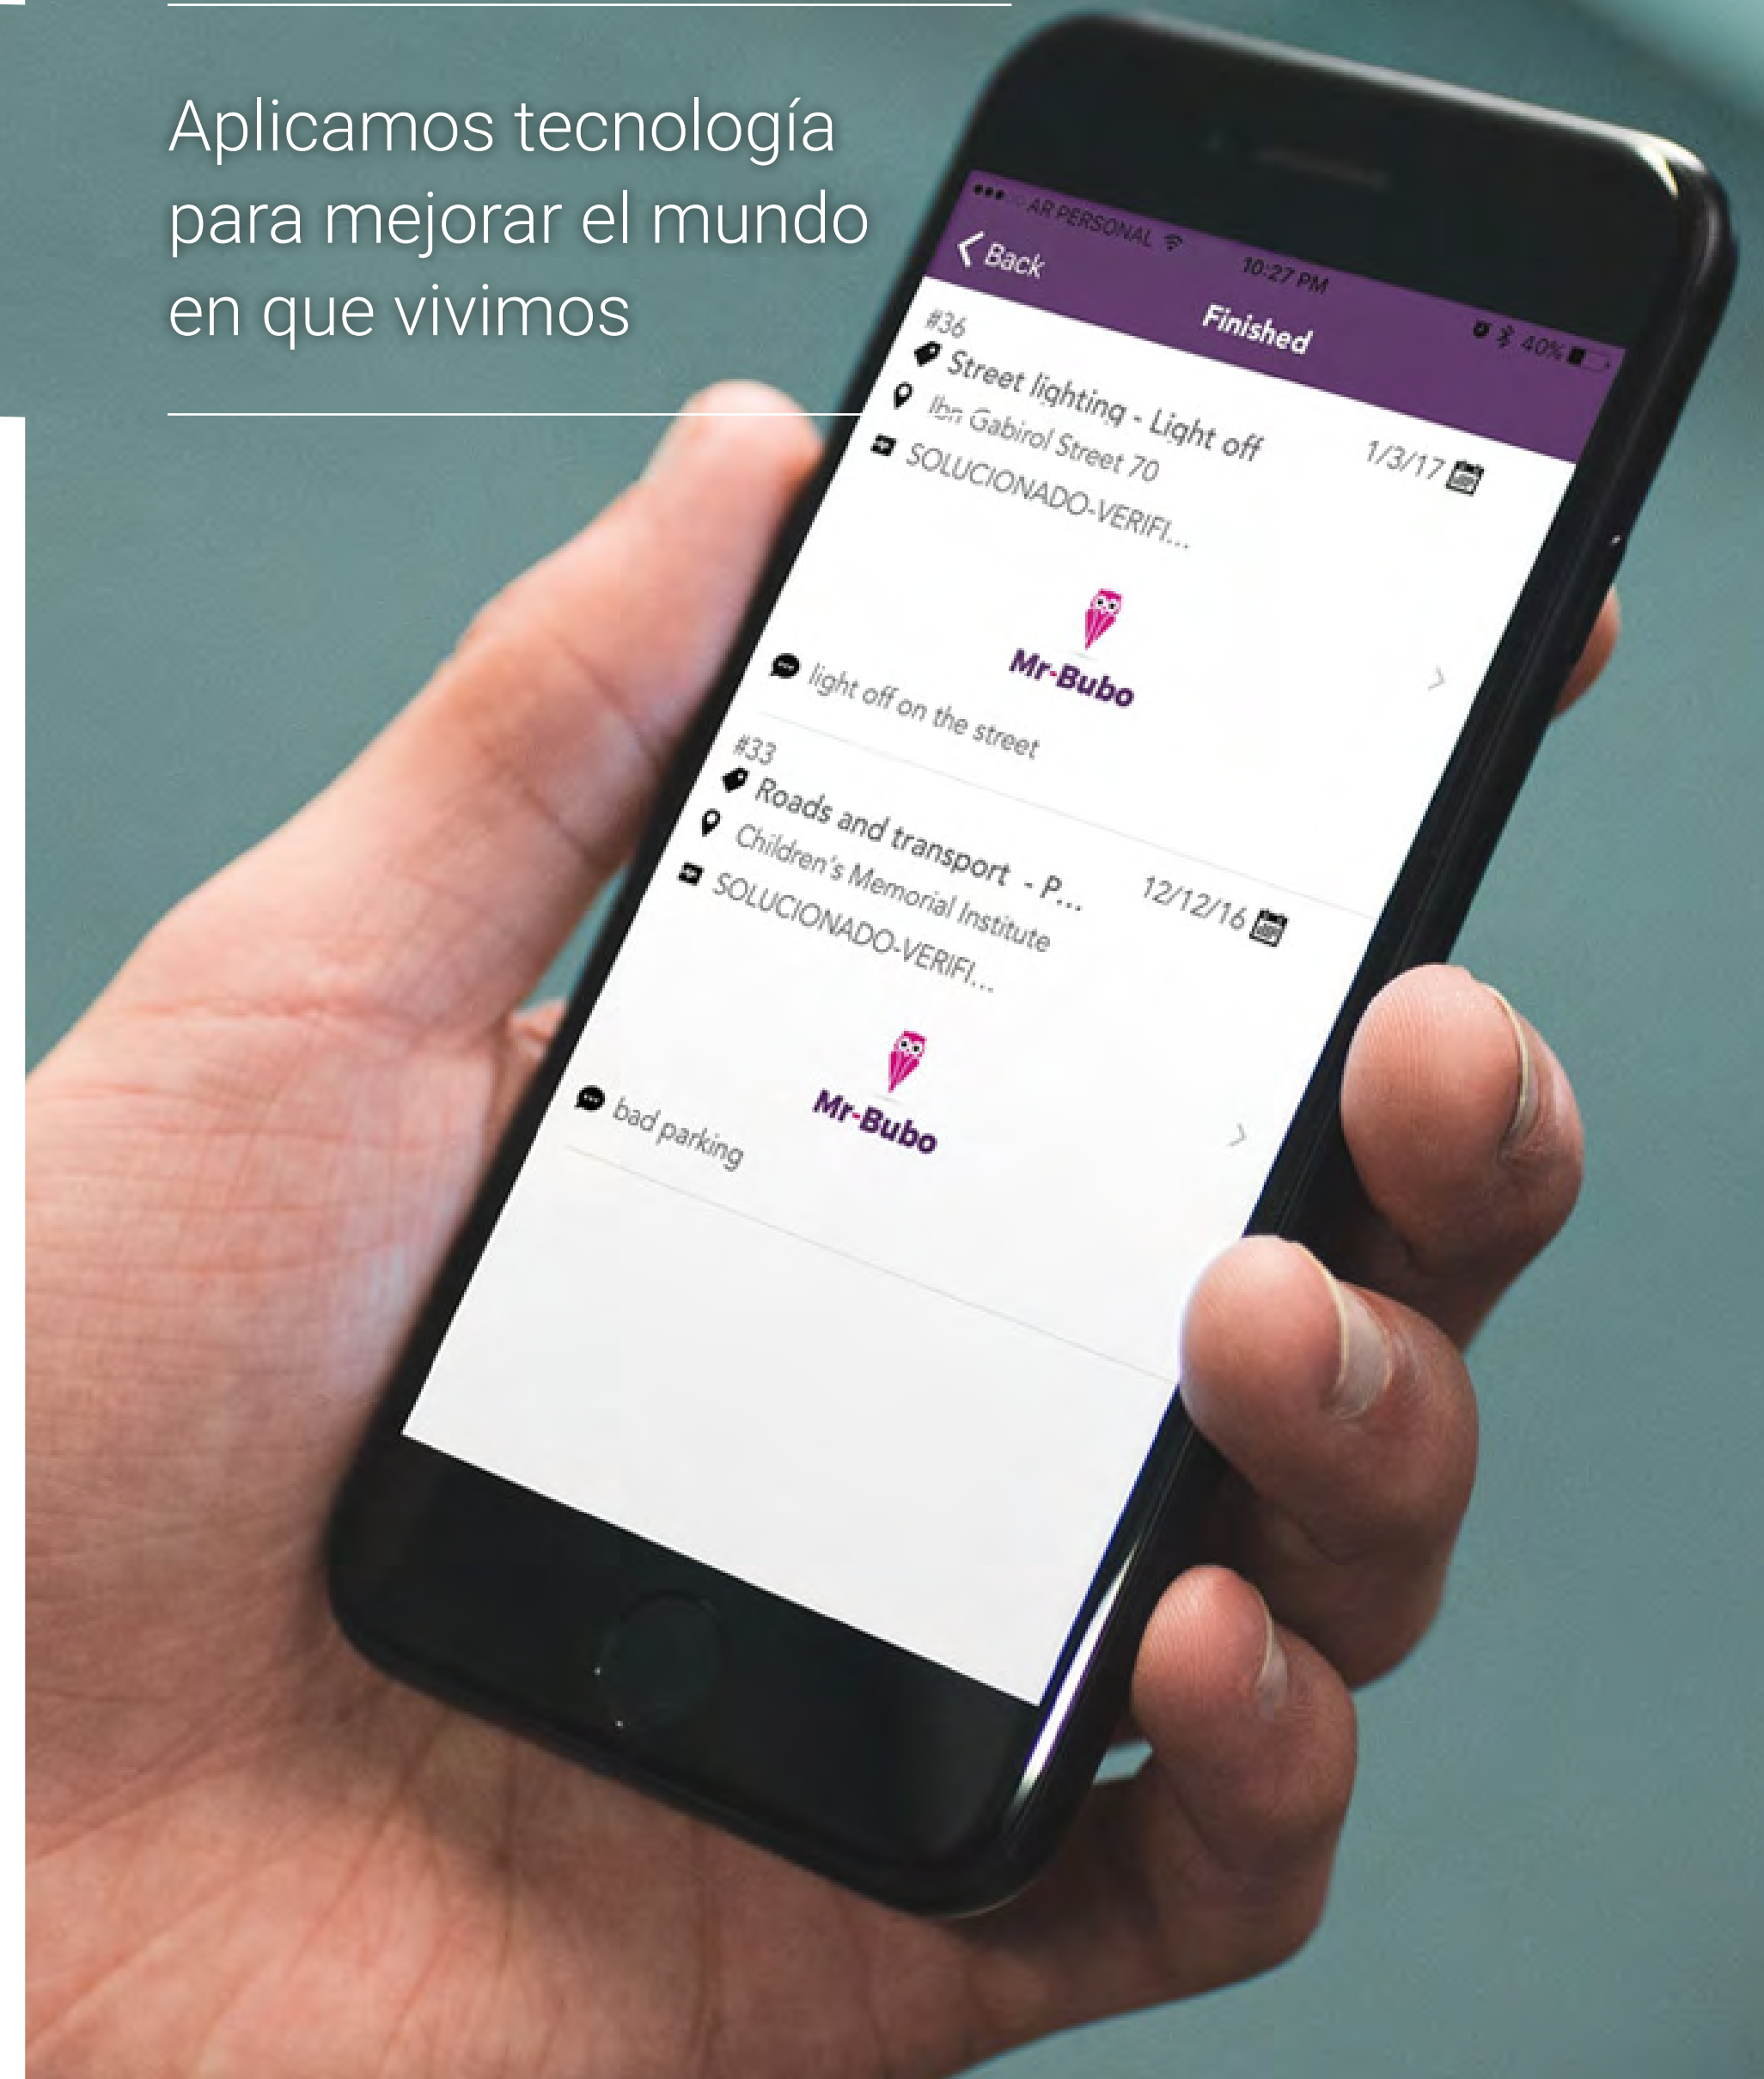 Aplicamos tecnología
para mejorar el mundo
en que vivimos
AR PERSONAL
10:27 PM
40%
Back
Finished
#36
Street lighting - Light off
1/3/17
Ibn Gabirol Street 70
SOLUCIONADO-VERIFI...
Mr-Bubo
light off on the street
#33
Roads and transport - P...
12/12/16
Children's Memorial Institute
SOLUCIONADO-VERIFI...
Mr-Bubo
bad parking